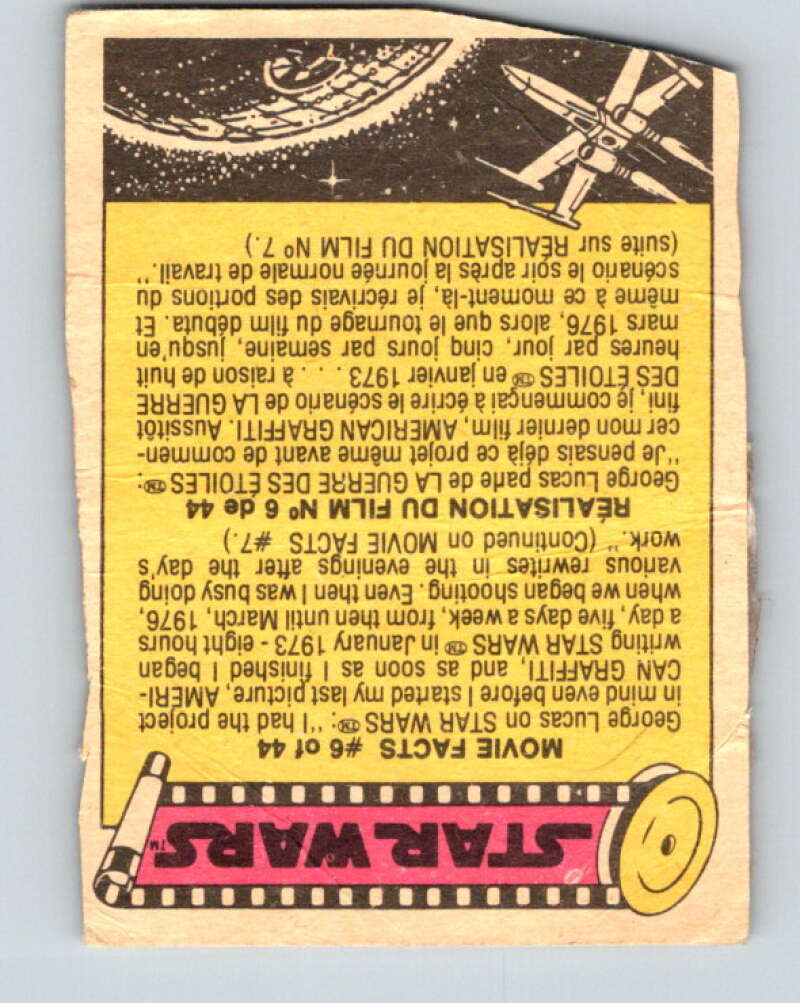 STAR WARS™
MOVIE FACTS #6 of 44
George Lucas on STAR WARS™: "I had the project
in mind even before I started my last picture, AMERI-
CAN GRAFFITI, and as soon as I finished I began
writing STAR WARS™ in January 1973 - eight hours
a day, five days a week, from then until March, 1976,
when we began shooting. Even then I was busy doing
various rewrites in the evenings after the day's
work." (Continued on MOVIE FACTS #7.)
RÉALISATION DU FILM Nº 6 de 44
George Lucas parle de LA GUERRE DES ÉTOILES™:
"Je pensais déjà à ce projet même avant de commen-
cer mon dernier film, AMERICAN GRAFFITI. Aussitôt
fini, je commençai à écrire le scénario de LA GUERRE
DES ÉTOILES™ en janvier 1973 . . . . à raison de huit
heures par jour, cinq jours par semaine, jusqu'en
mars 1976, alors que le tournage du film débuta. Et
même à ce moment-là, je récrivais des portions du
scénario le soir après la journée normale de travail."
(suite sur RÉALISATION DU FILM Nº 7.)